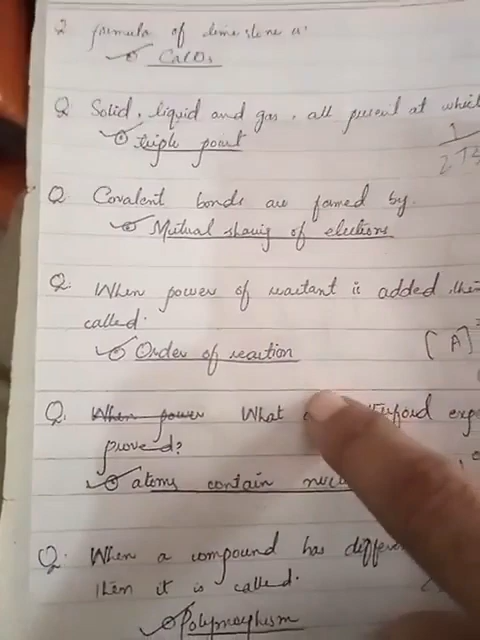 Q formula of lime stone is
CaCO3
Q Solid, liquid and gas, all present at which
triple point
1
273
Q Covalent bonds are formed by.
Mutual sharing of electrons
Q. When power of reactant is added, then
called.
Order of reaction
[A]
Q. When power What
proved?
atoms contain
Q. When a compound has
then it is called.
Polymorphism